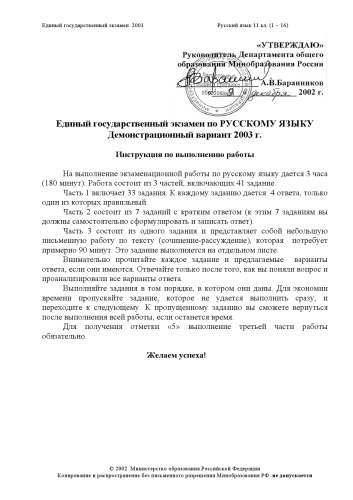 Единый государственный экзамен 2003 Русский язык 11 кл. (1 – 16)
«УТВЕРЖДАЮ»
Руководитель Департамента общего
образования Минобразования России
А.В.Баранников
декабря 2002 г.
Единый государственный экзамен по РУССКОМУ ЯЗЫКУ
Демонстрационный вариант 2003 г.
Инструкция по выполнению работы
На выполнение экзаменационной работы по русскому языку дается 3 часа
(180 минут). Работа состоит из 3 частей, включающих 41 задание.
Часть 1 включает 33 задания. К каждому заданию дается 4 ответа, только
один из которых правильный.
Часть 2 состоит из 7 заданий с кратким ответом (к этим 7 заданиям вы
должны самостоятельно сформулировать и записать ответ).
Часть 3 состоит из одного задания и представляет собой небольшую
письменную работу по тексту (сочинение-рассуждение), которая потребует
примерно 90 минут. Это задание выполняется на отдельном листе.
Внимательно прочитайте каждое задание и предлагаемые варианты
ответа, если они имеются. Отвечайте только после того, как вы поняли вопрос и
проанализировали все варианты ответа.
Выполняйте задания в том порядке, в котором они даны. Для экономии
времени пропускайте задание, которое не удается выполнить сразу, и
переходите к следующему. К пропущенному заданию вы сможете вернуться
после выполнения всей работы, если останется время.
Для получения отметки «5» выполнение третьей части работы
обязательно.
Желаем успеха!
© 2002 Министерство образования Российской Федерации
Копирование и распространение без письменного разрешения Минобразования РФ не допускается